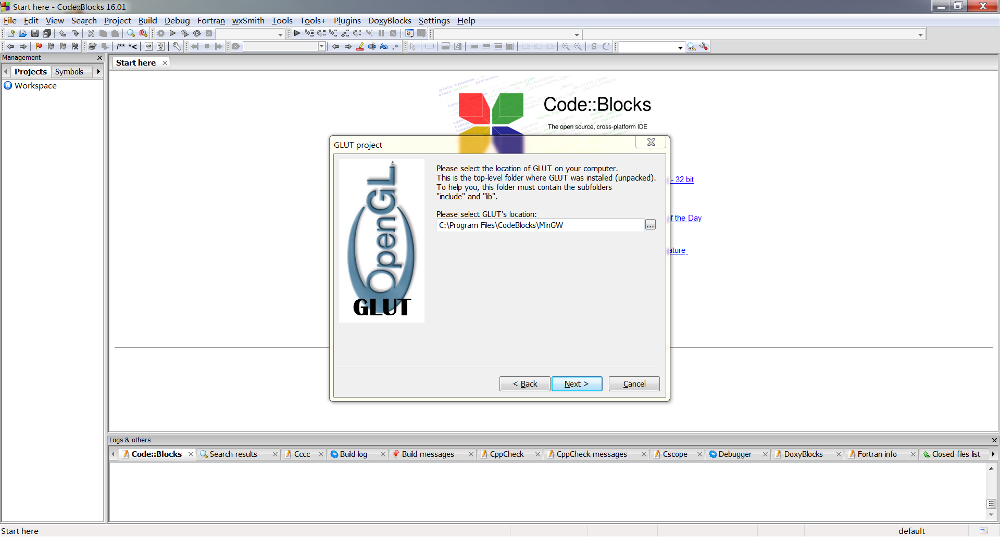 Start here - Code::Blocks 16.01
File Edit View Search Project Build Debug Fortran wxSmith Tools Tools+ Plugins DoxyBlocks Settings Help
/** *<
S C
Management
Projects Symbols
Workspace
Start here
Code::Blocks
The open source, cross-platform IDE
GLUT project
OpenGL
TM
GLUT
Please select the location of GLUT on your computer.
This is the top-level folder where GLUT was installed (unpacked).
To help you, this folder must contain the subfolders
"include" and "lib".
Please select GLUT's location:
C:\Program Files\CodeBlocks\MinGW
...
- 32 bit
f the Day
ature
< Back Next > Cancel
Logs & others
Code::Blocks Search results Cccc Build log Build messages CppCheck CppCheck messages Cscope Debugger DoxyBlocks Fortran info Closed files list
Start here
default